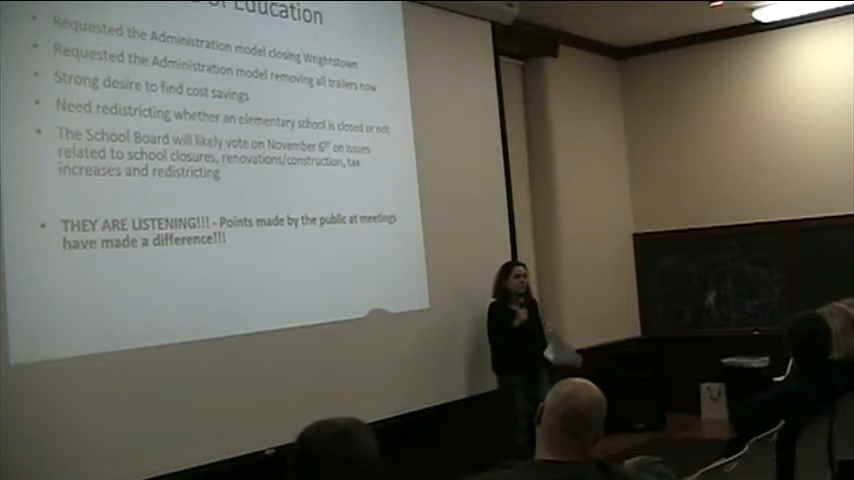 of Education
Requested the Administration model closing Wrightstown
Requested the Administration model removing all trailers now
Strong desire to find cost savings
Need redistricting whether an elementary school is closed or not
The School Board will likely vote on November 6th on issues
related to school closures, renovations/construction, tax
increases and redistricting
THEY ARE LISTENING!!! - Points made by the public at meetings
have made a difference!!!